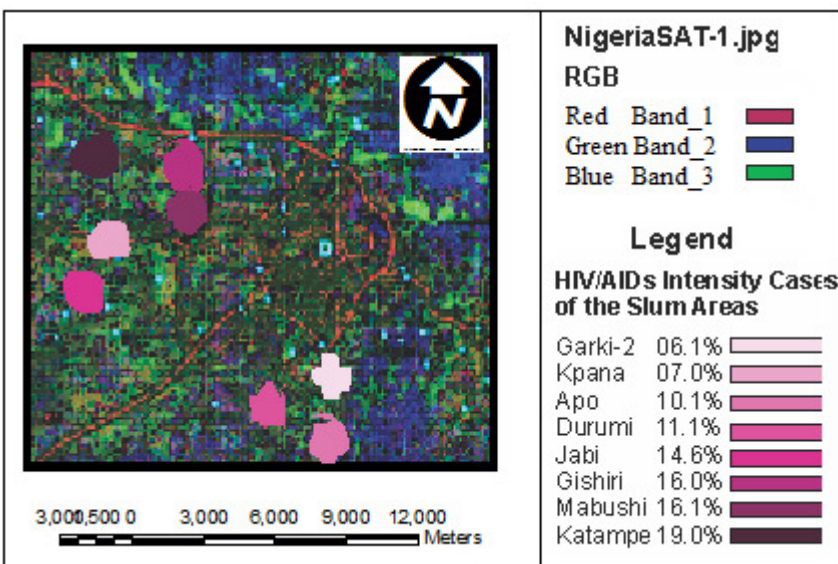 N
3,000 1,500 0 3,000 6,000 9,000 12,000
Meters
NigeriaSAT-1.jpg
RGB
Red Band_1
Green Band_2
Blue Band_3
Legend
HIV/AIDs Intensity Cases
of the Slum Areas
Garki-2 06.1%
Kpana 07.0%
Apo 10.1%
Durumi 11.1%
Jabi 14.6%
Gishiri 16.0%
Mabushi 16.1%
Katampe 19.0%